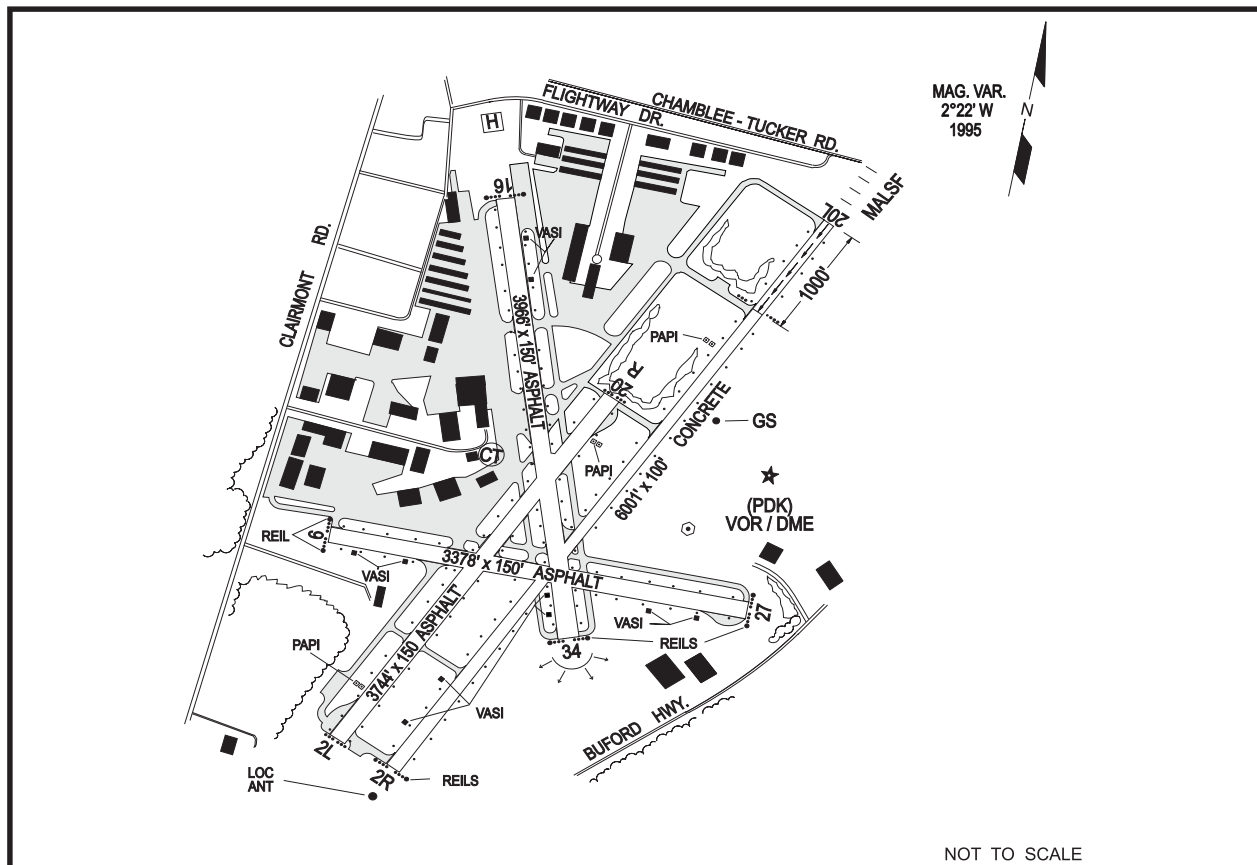 MAG. VAR.
2°22' W
1995
N
CHAMBLEE - TUCKER RD.
FLIGHTWAY DR.
H
MALSF
20L
1000'
16
VASI
CLAIRMONT RD.
3966' x 150' ASPHALT
PAPI
20 R
CONCRETE
6001' x 100'
GS
PAPI
CT
(PDK)
VOR / DME
REIL
9
3378' x 150' ASPHALT
VASI
VASI
27
REILS
34
PAPI
3744' x 150 ASPHALT'
VASI
BUFORD HWY.
2L
2R
REILS
LOC
ANT
NOT TO SCALE